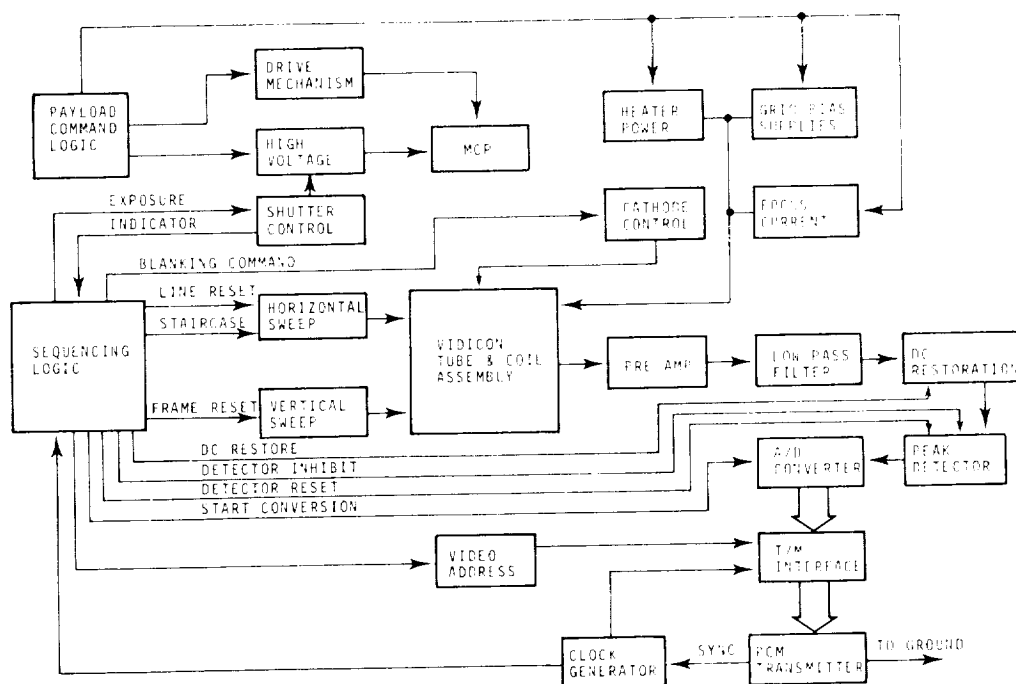 PAYLOAD
COMMAND
LOGIC
DRIVE
MECHANISM
HIGH
VOLTAGE
MCP
HEATER
POWER
GRID BIAS
SUPPLIES
EXPOSURE
INDICATOR
SHUTTER
CONTROL
CATHODE
CONTROL
FOCUS
CURRENT
BLANKING COMMAND
LINE RESET
STAIRCASE
HORIZONTAL
SWEEP
SEQUENCING
LOGIC
VIDICON
TUBE & COIL
ASSEMBLY
PRE AMP
LOW PASS
FILTER
DC
RESTORATION
FRAME RESET
VERTICAL
SWEEP
DC RESTORE
DETECTOR INHIBIT
DETECTOR RESET
START CONVERSION
A/D
CONVERTER
PEAK
DETECTOR
VIDEO
ADDRESS
T/M
INTERFACE
CLOCK
GENERATOR
SYNC
PCM
TRANSMITTER
TO GROUND